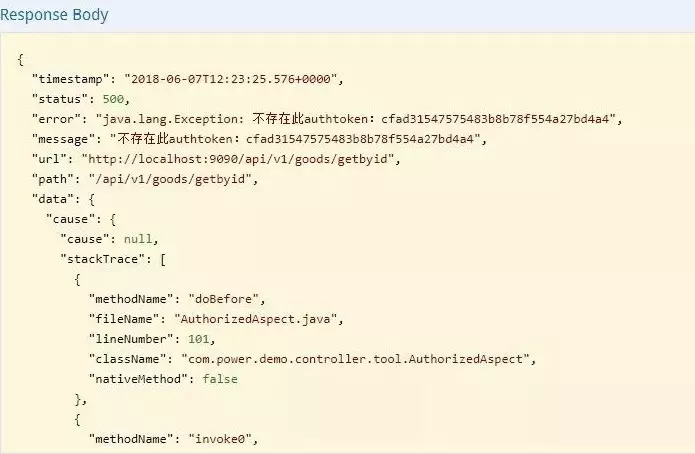 Response Body
{
"timestamp": "2018-06-07T12:23:25.576+0000",
"status": 500,
"error": "java.lang.Exception: 不存在此authtoken：cfad31547575483b8b78f554a27bd4a4",
"message": "不存在此authtoken：cfad31547575483b8b78f554a27bd4a4",
"url": "http://localhost:9090/api/v1/goods/getbyid",
"path": "/api/v1/goods/getbyid",
"data": {
"cause": {
"cause": null,
"stackTrace": [
{
"methodName": "doBefore",
"fileName": "AuthorizedAspect.java",
"lineNumber": 101,
"className": "com.power.demo.controller.tool.AuthorizedAspect",
"nativeMethod": false
},
{
"methodName": "invoke0",